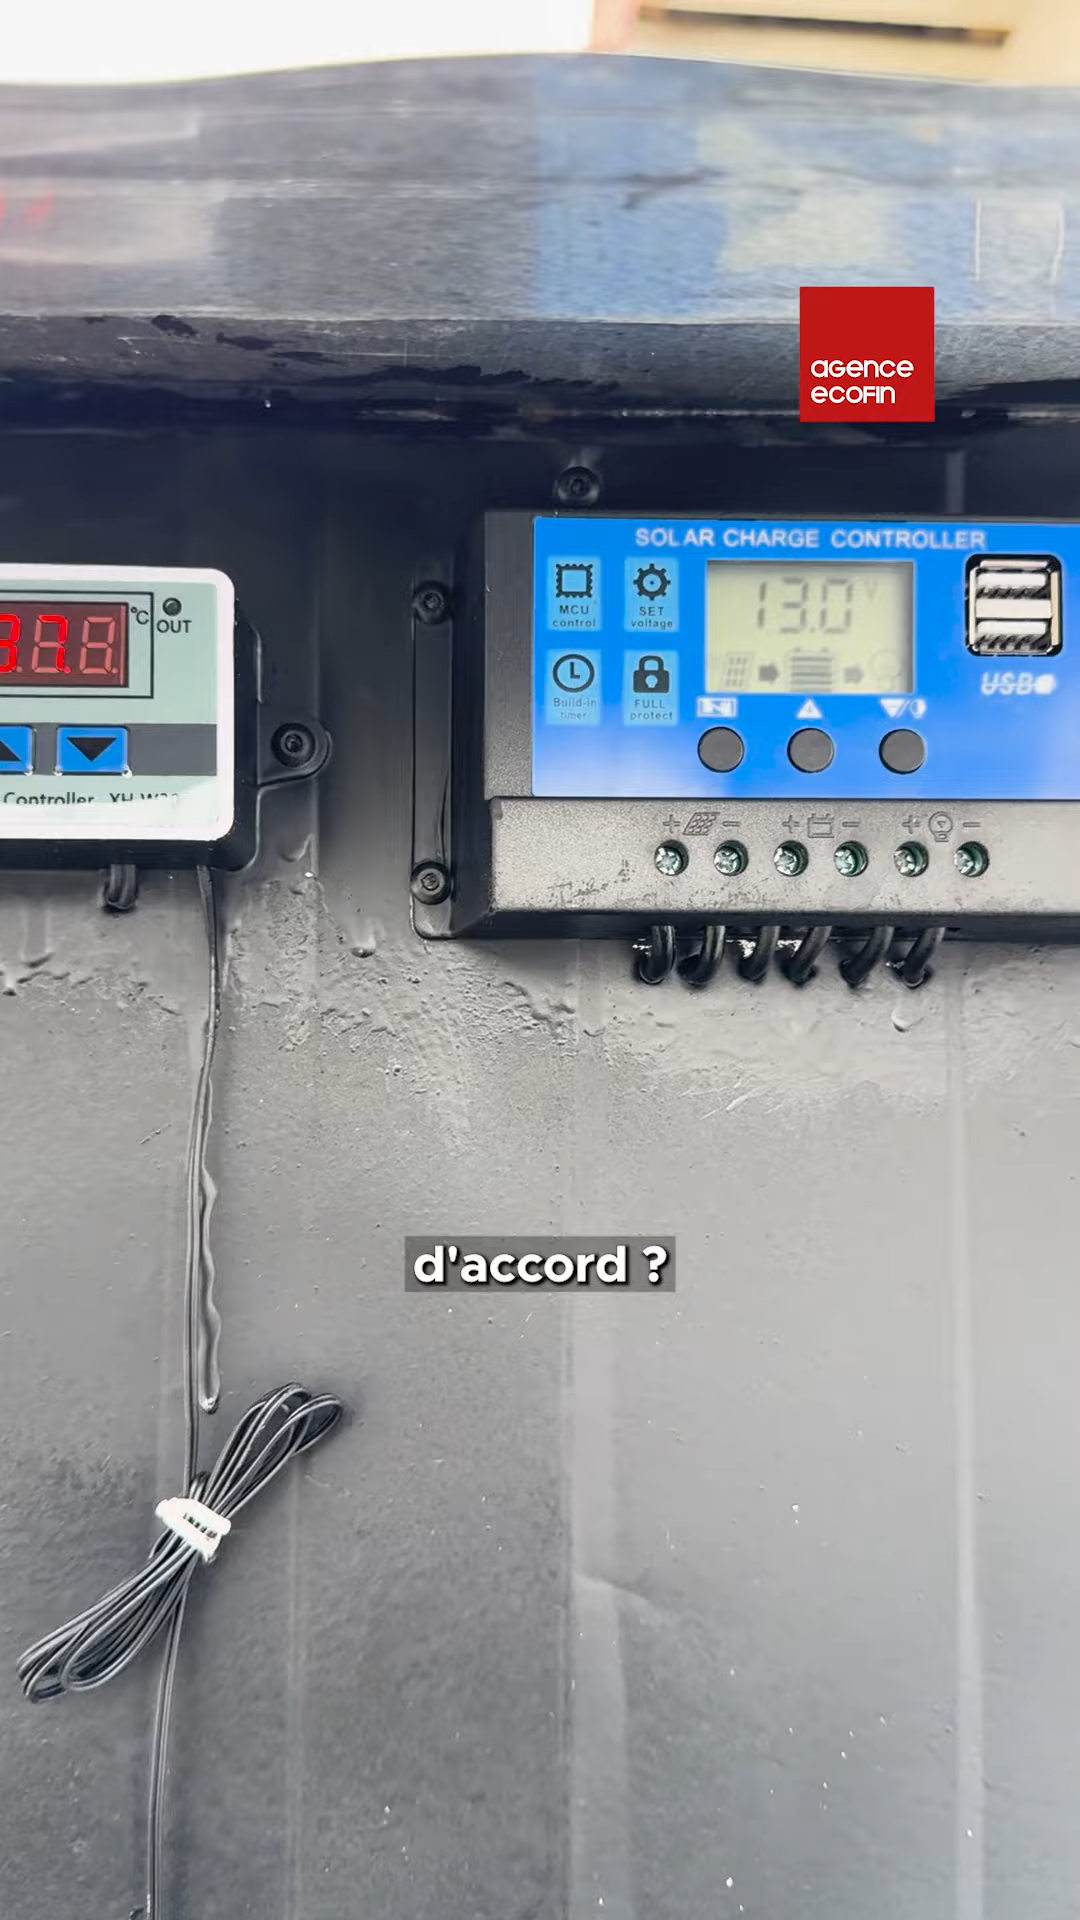 agence
ecofin
SOLAR CHARGE CONTROLLER
MCU
control
SET
voltage
13.0 V
Build-in
timer
FULL
protect
USB
37
°C
OUT
Controller
+ - + - + -
d'accord ?